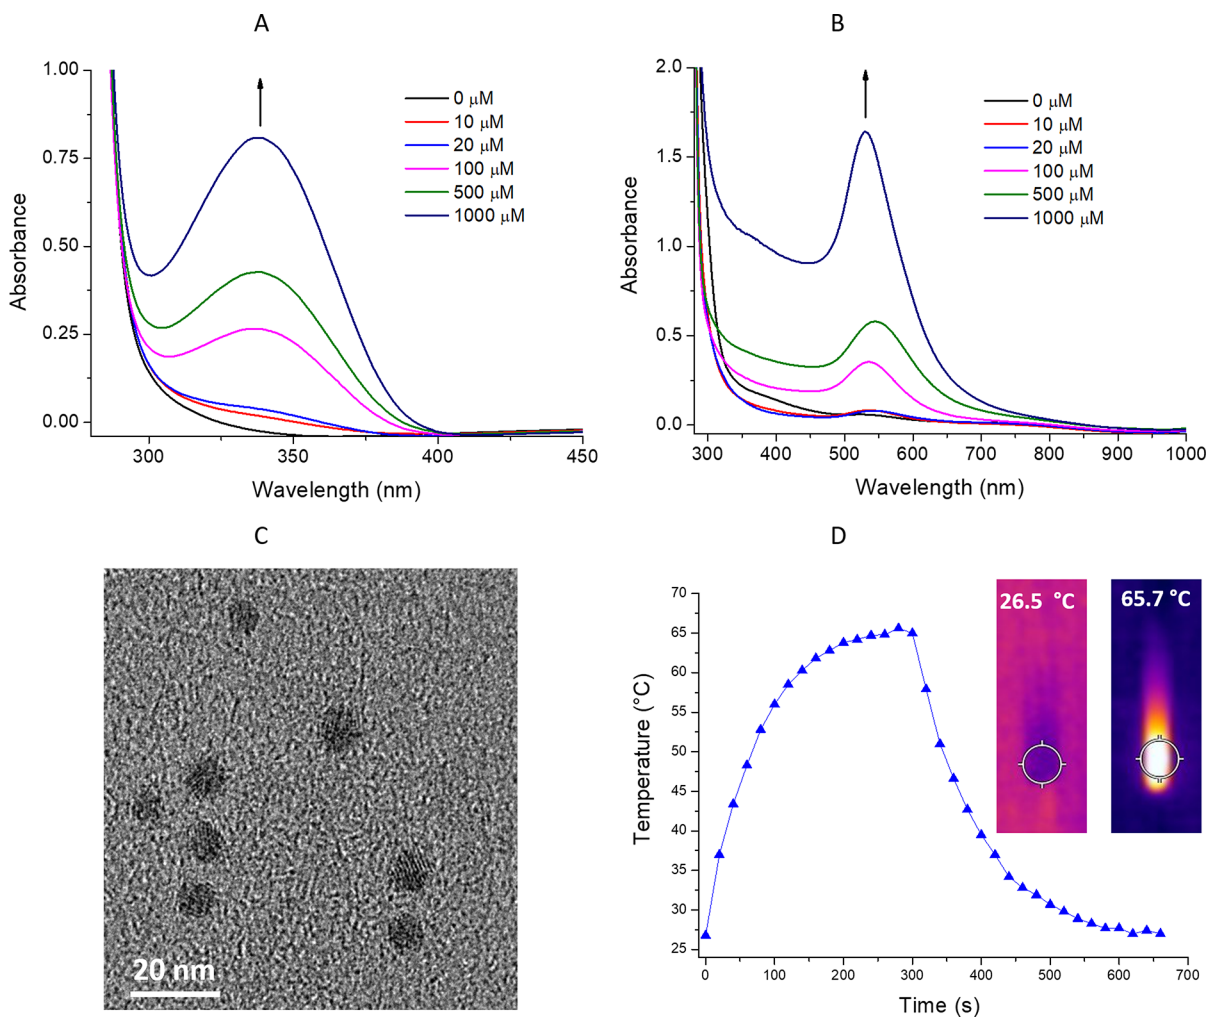 A
B
1.00
0.75
0.50
0.25
0.00
300
350
400
450
Absorbance
Wavelength (nm)
0 μM
10 μM
20 μM
100 μM
500 μM
1000 μM
2.0
1.5
1.0
0.5
0.0
300
400
500
600
700
800
900
1000
Absorbance
Wavelength (nm)
0 μM
10 μM
20 μM
100 μM
500 μM
1000 μM
C
D
20 nm
70
65
60
55
50
45
40
35
30
25
0
100
200
300
400
500
600
700
Temperature (°C)
Time (s)
26.5 °C
65.7 °C